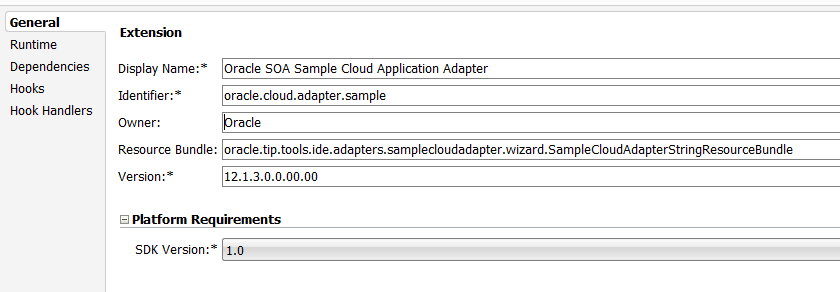 General
Runtime
Dependencies
Hooks
Hook Handlers
Extension
Display Name:* Oracle SOA Sample Cloud Application Adapter
Identifier:* oracle.cloud.adapter.sample
Owner: Oracle
Resource Bundle: oracle.tip.tools.ide.adapters.samplecloudadapter.wizard.SampleCloudAdapterStringResourceBundle
Version:* 12.1.3.0.0.00.00
Platform Requirements
SDK Version:* 1.0